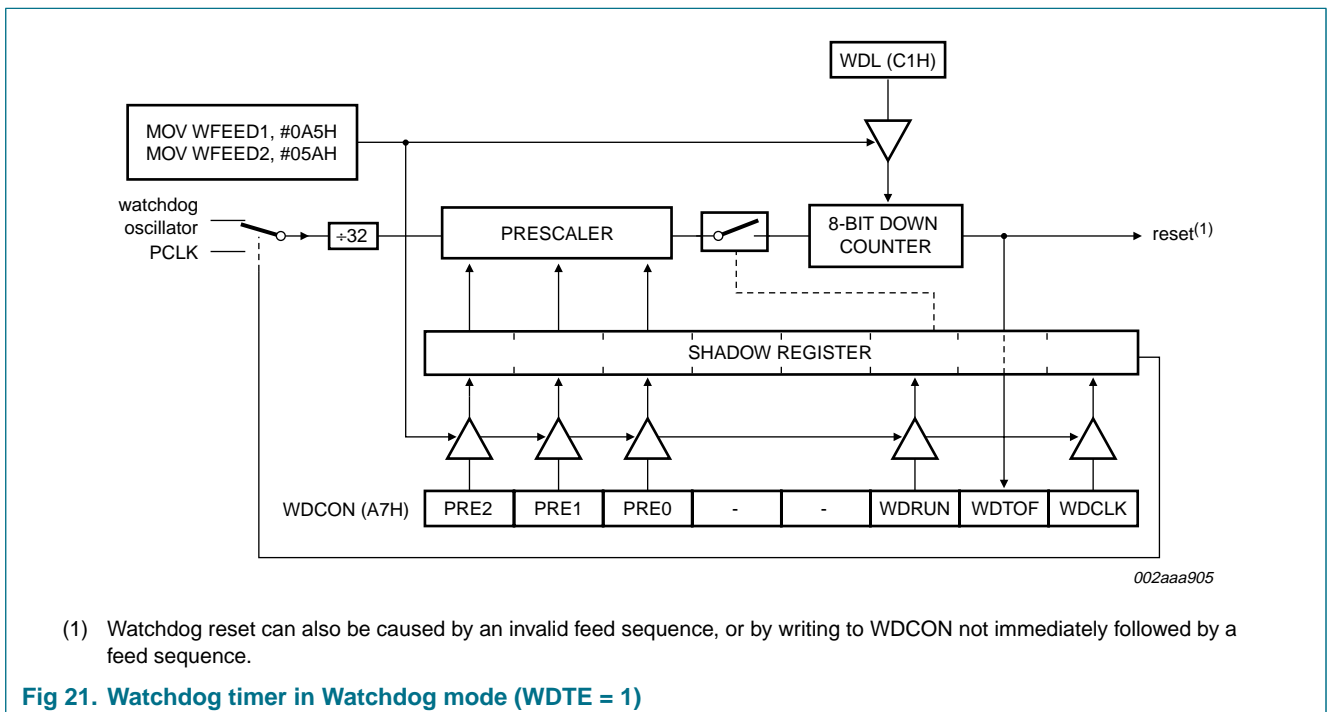 WDL (C1H)
MOV WFEED1, #0A5H
MOV WFEED2, #05AH
watchdog
oscillator
PCLK
÷32
PRESCALER
8-BIT DOWN
COUNTER
reset(1)
SHADOW REGISTER
WDCON (A7H)
PRE2
PRE1
PRE0
-
-
WDRUN
WDTOF
WDCLK
002aaa905
(1) Watchdog reset can also be caused by an invalid feed sequence, or by writing to WDCON not immediately followed by a
feed sequence.
Fig 21. Watchdog timer in Watchdog mode (WDTE = 1)